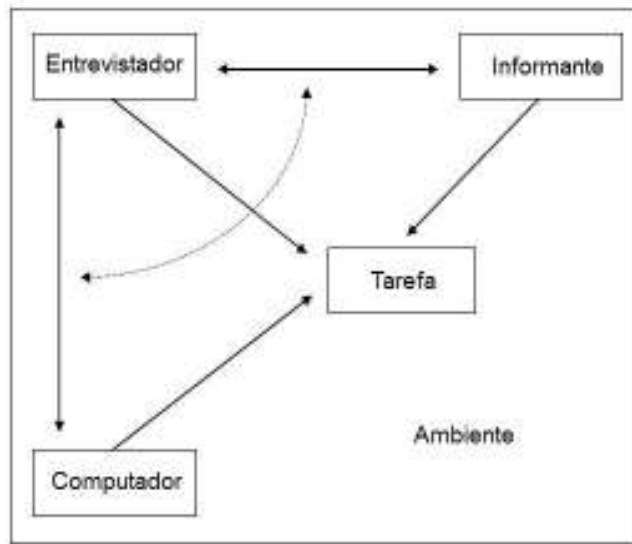 Entrevistador
Informante
Tarefa
Ambiente
Computador